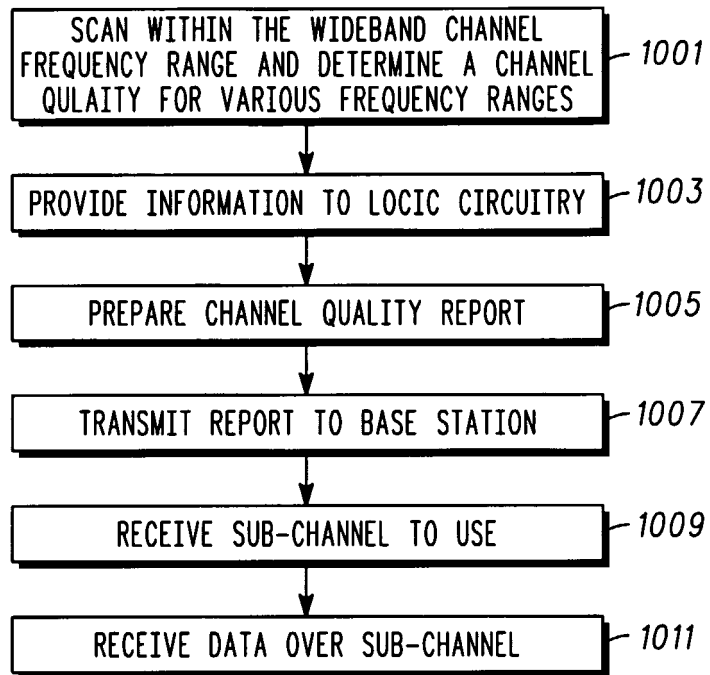 SCAN WITHIN THE WIDEBAND CHANNEL
FREQUENCY RANGE AND DETERMINE A CHANNEL
QULAITY FOR VARIOUS FREQUENCY RANGES
1001
PROVIDE INFORMATION TO LOCIC CIRCUITRY
1003
PREPARE CHANNEL QUALITY REPORT
1005
TRANSMIT REPORT TO BASE STATION
1007
RECEIVE SUB-CHANNEL TO USE
1009
RECEIVE DATA OVER SUB-CHANNEL
1011